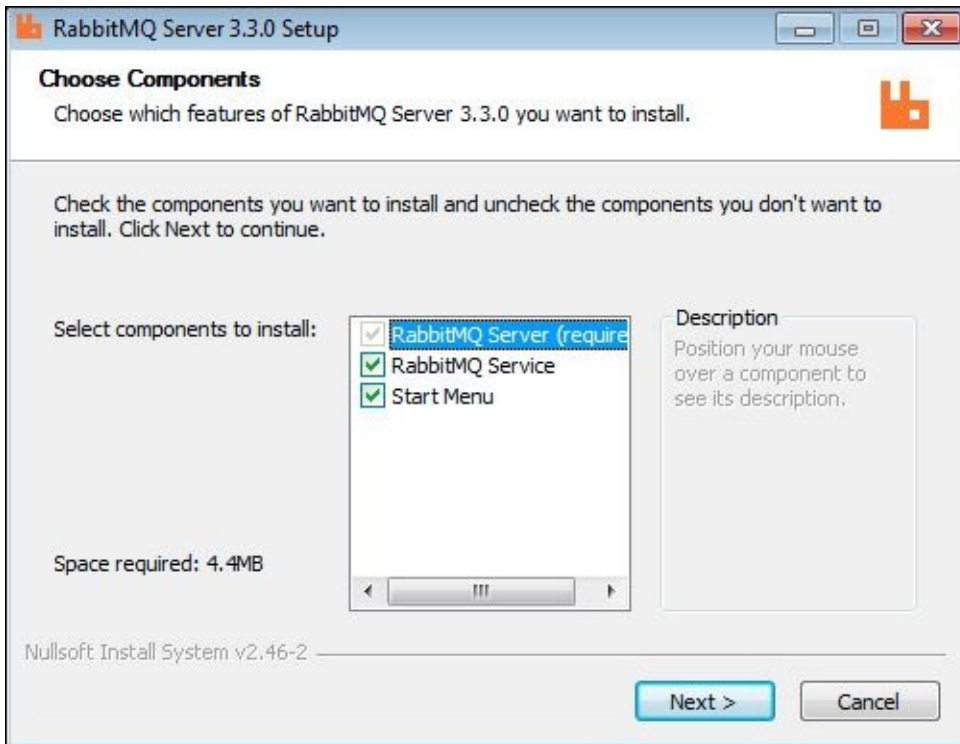 RabbitMQ Server 3.3.0 Setup
Choose Components
Choose which features of RabbitMQ Server 3.3.0 you want to install.
Check the components you want to install and uncheck the components you don't want to
install. Click Next to continue.
Select components to install:
RabbitMQ Server (require
RabbitMQ Service
Start Menu
Description
Position your mouse
over a component to
see its description.
Space required: 4.4MB
Nullsoft Install System v2.46-2
Next >
Cancel